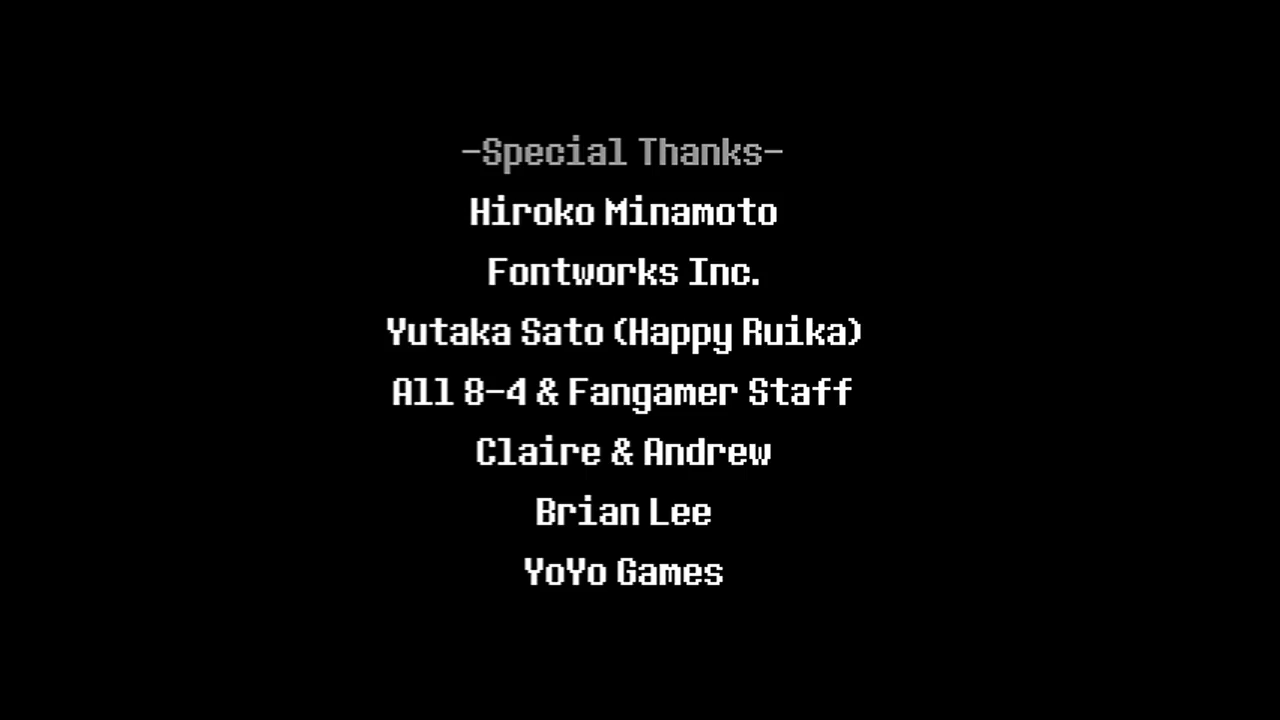 -Special Thanks-
Hiroko Minamoto
Fontworks Inc.
Yutaka Sato (Happy Ruika)
All 8-4 & Fangamer Staff
Claire & Andrew
Brian Lee
YoYo Games